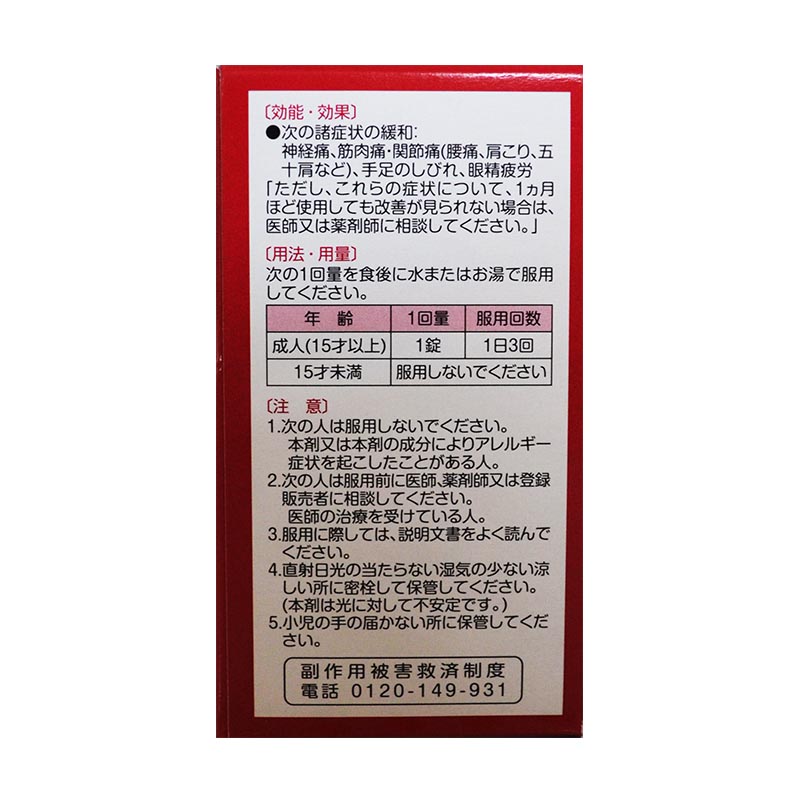 〔効能・効果〕
●次の諸症状の緩和:
神経痛、筋肉痛・関節痛(腰痛、肩こり、五
十肩など)、手足のしびれ、眼精疲労
「ただし、これらの症状について、1ヵ月
ほど使用しても改善が見られない場合は、
医師又は薬剤師に相談してください。」
〔用法・用量〕
次の1回量を食後に水またはお湯で服用
してください。
年 齢 1回量 服用回数
成人(15才以上) 1錠 1日3回
15才未満 服用しないでください
〔注 意〕
1.次の人は服用しないでください。
本剤又は本剤の成分によりアレルギー
症状を起こしたことがある人。
2.次の人は服用前に医師、薬剤師又は登録
販売者に相談してください。
医師の治療を受けている人。
3.服用に際しては、説明文書をよく読んで
ください。
4.直射日光の当たらない湿気の少ない涼
しい所に密栓して保管してください。
(本剤は光に対して不安定です。)
5.小児の手の届かない所に保管してくだ
さい。
副作用被害救済制度
電話 0120-149-931